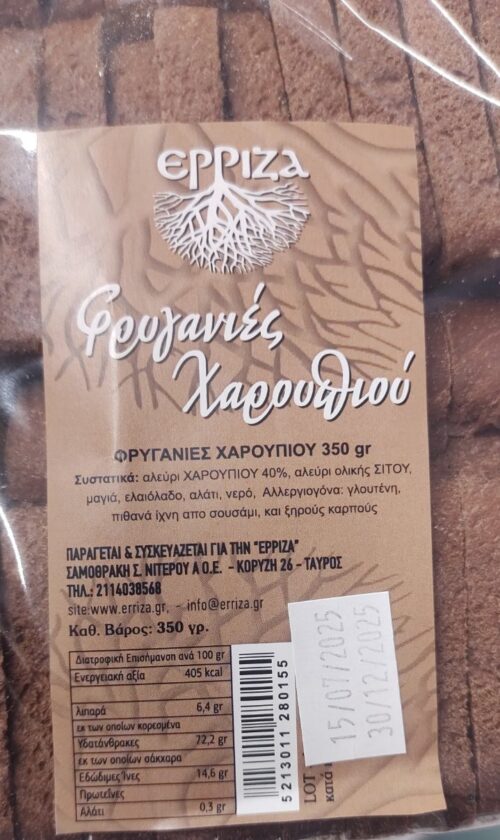 ερριζα
Φρυγανιές
Χαρουπιού
ΦΡΥΓΑΝΙΕΣ ΧΑΡΟΥΠΙΟΥ 350 gr
Συστατικά: αλεύρι ΧΑΡΟΥΠΙΟΥ 40%, αλεύρι ολικής ΣΙΤΟΥ,
μαγιά, ελαιόλαδο, αλάτι, νερό, Αλλεργιογόνα: γλουτένη,
πιθανά ίχνη απο σουσάμι, και ξηρούς καρπούς
ΠΑΡΑΓΕΤΑΙ & ΣΥΣΚΕΥΑΖΕΤΑΙ ΓΙΑ ΤΗΝ "ΕΡΡΙΖΑ"
ΣΑΜΟΘΡΑΚΗ Σ. ΝΙΤΕΡΟΥ Α Ο.Ε. - ΚΟΡΥΖΗ 26 - ΤΑΥΡΟΣ
ΤΗΛ.: 2114038568
site:www.erriza.gr, - info@erriza.gr
Καθ. Βάρος: 350 γρ.
Διατροφική Επισήμανση ανά 100 gr
Ενεργειακή αξία 405 kcal
λιπαρά 6,4 gr
εκ των οποίων κορεσμένα
Υδατάνθρακες 72,2 gr
εκ των οποίων σάκχαρα
Εδώδιμες Ίνες 14,6 gr
Πρωτεΐνες
Αλάτι 0,3 gr
5213011 280155
LOT
κατά
15/07/2025
30/12/2025